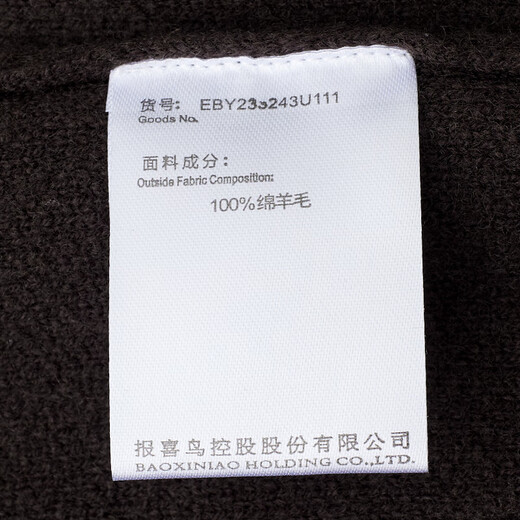 货号： EBY233243U111
Goods No.
面料成分：
Outside Fabric Composition:
100%绵羊毛
报喜鸟控股股份有限公司
BAOXINIAO HOLDING CO.,LTD.